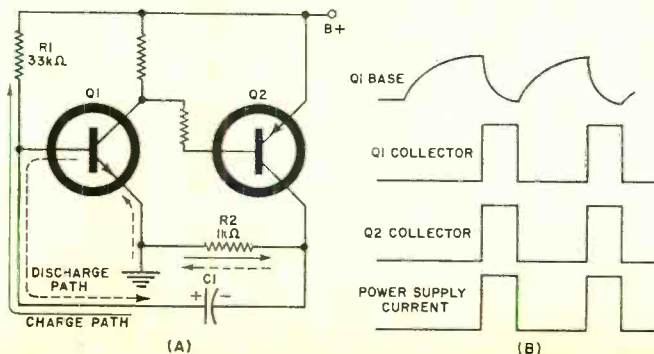 R1
33kΩ
B+
Q1
Q2
R2
1kΩ
DISCHARGE
PATH
C1
+
-
CHARGE PATH
(A)
Q1 BASE
Q1 COLLECTOR
Q2 COLLECTOR
POWER SUPPLY
CURRENT
(B)